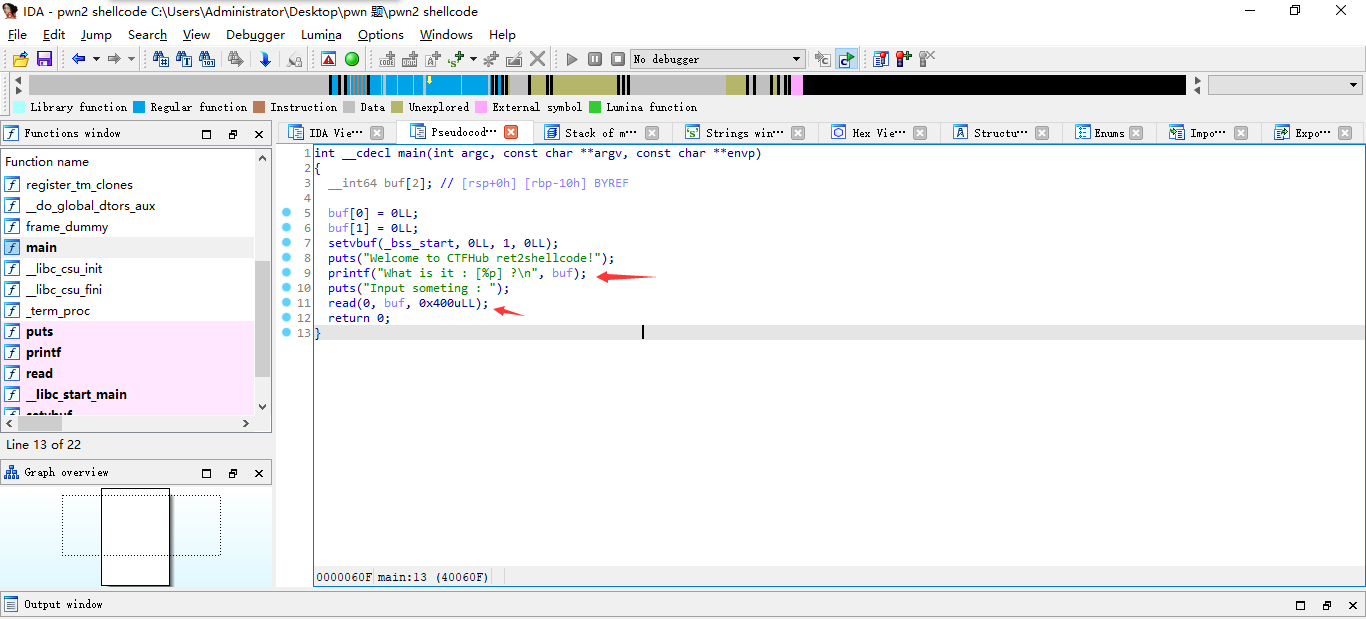 IDA - pwn2 shellcode C:\Users\Administrator\Desktop\pwn 题\pwn2 shellcode
File Edit Jump Search View Debugger Lumina Options Windows Help
No debugger
Library function Regular function Instruction Data Unexplored External symbol Lumina function
Functions window
IDA Vie··· Pseudocod··· Stack of m··· Strings win··· Hex Vie··· Structu··· Enums Impo··· Expo···
Function name
register_tm_clones
__do_global_dtors_aux
frame_dummy
main
__libc_csu_init
__libc_csu_fini
_term_proc
puts
printf
read
__libc_start_main
setvbuf
Line 13 of 22
Graph overview
1 int __cdecl main(int argc, const char **argv, const char **envp)
2 {
3 __int64 buf[2]; // [rsp+0h] [rbp-10h] BYREF
4
5 buf[0] = 0LL;
6 buf[1] = 0LL;
7 setvbuf(_bss_start, 0LL, 1, 0LL);
8 puts("Welcome to CTFHub ret2shellcode!");
9 printf("What is it : [%p] ?\n", buf);
10 puts("Input someting : ");
11 read(0, buf, 0x400uLL);
12 return 0;
13 }
0000060F main:13 (40060F)
Output window